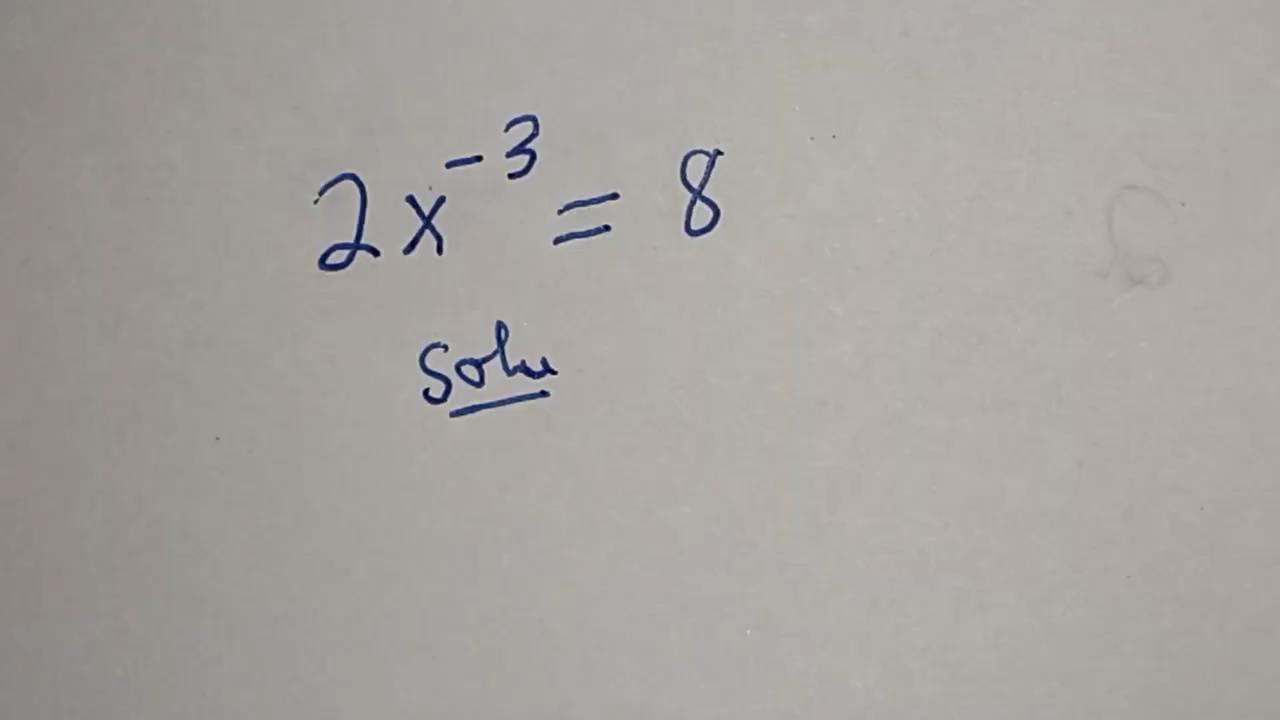 2x⁻³ = 8
Soln